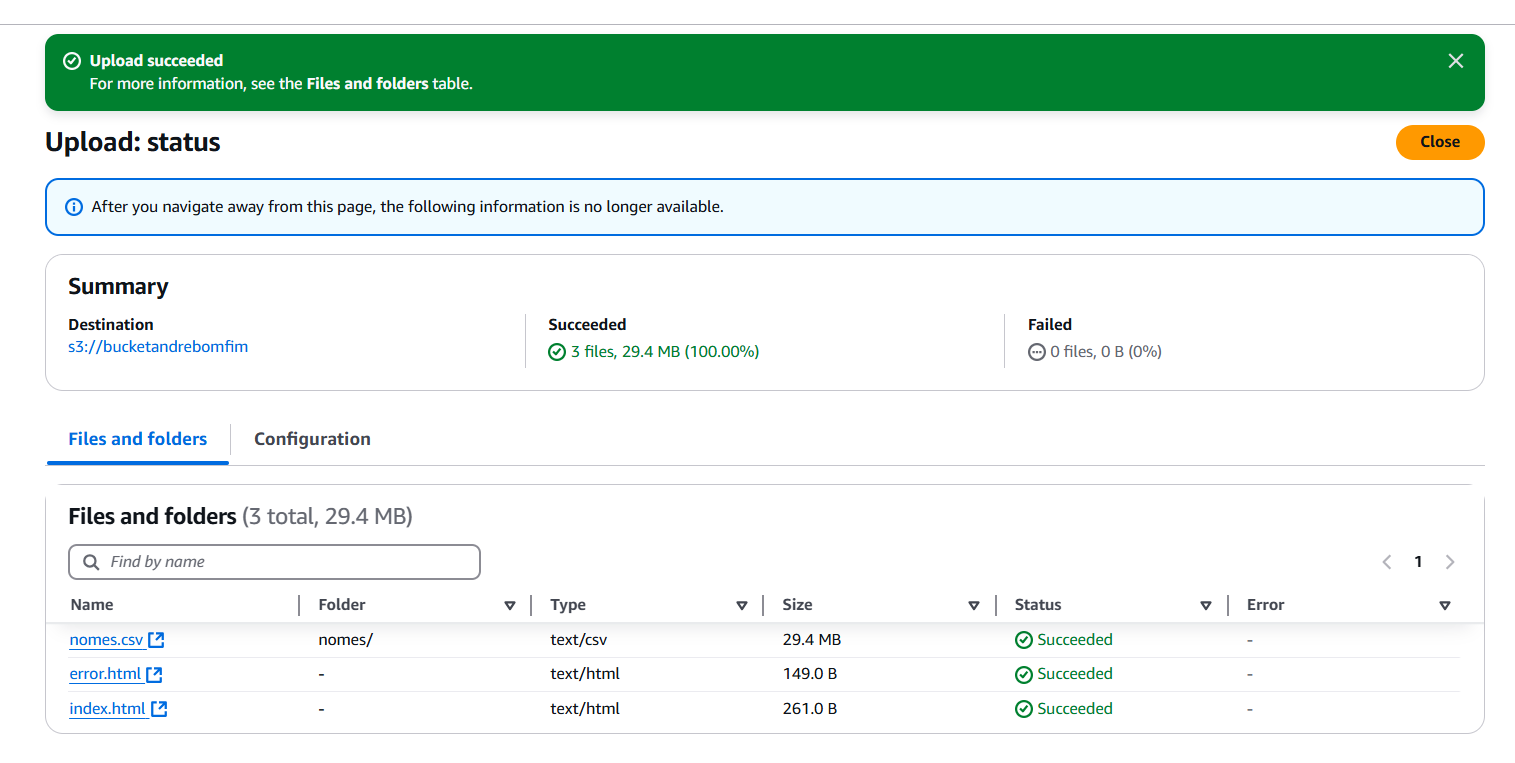 Upload succeeded
For more information, see the Files and folders table.
Upload: status
Close
After you navigate away from this page, the following information is no longer available.
Summary
Destination
s3://bucketandrebomfim
Succeeded
3 files, 29.4 MB (100.00%)
Failed
0 files, 0 B (0%)
Files and folders
Configuration
Files and folders (3 total, 29.4 MB)
Find by name
1
Name Folder Type Size Status Error
nomes.csv nomes/ text/csv 29.4 MB Succeeded -
error.html - text/html 149.0 B Succeeded -
index.html - text/html 261.0 B Succeeded -